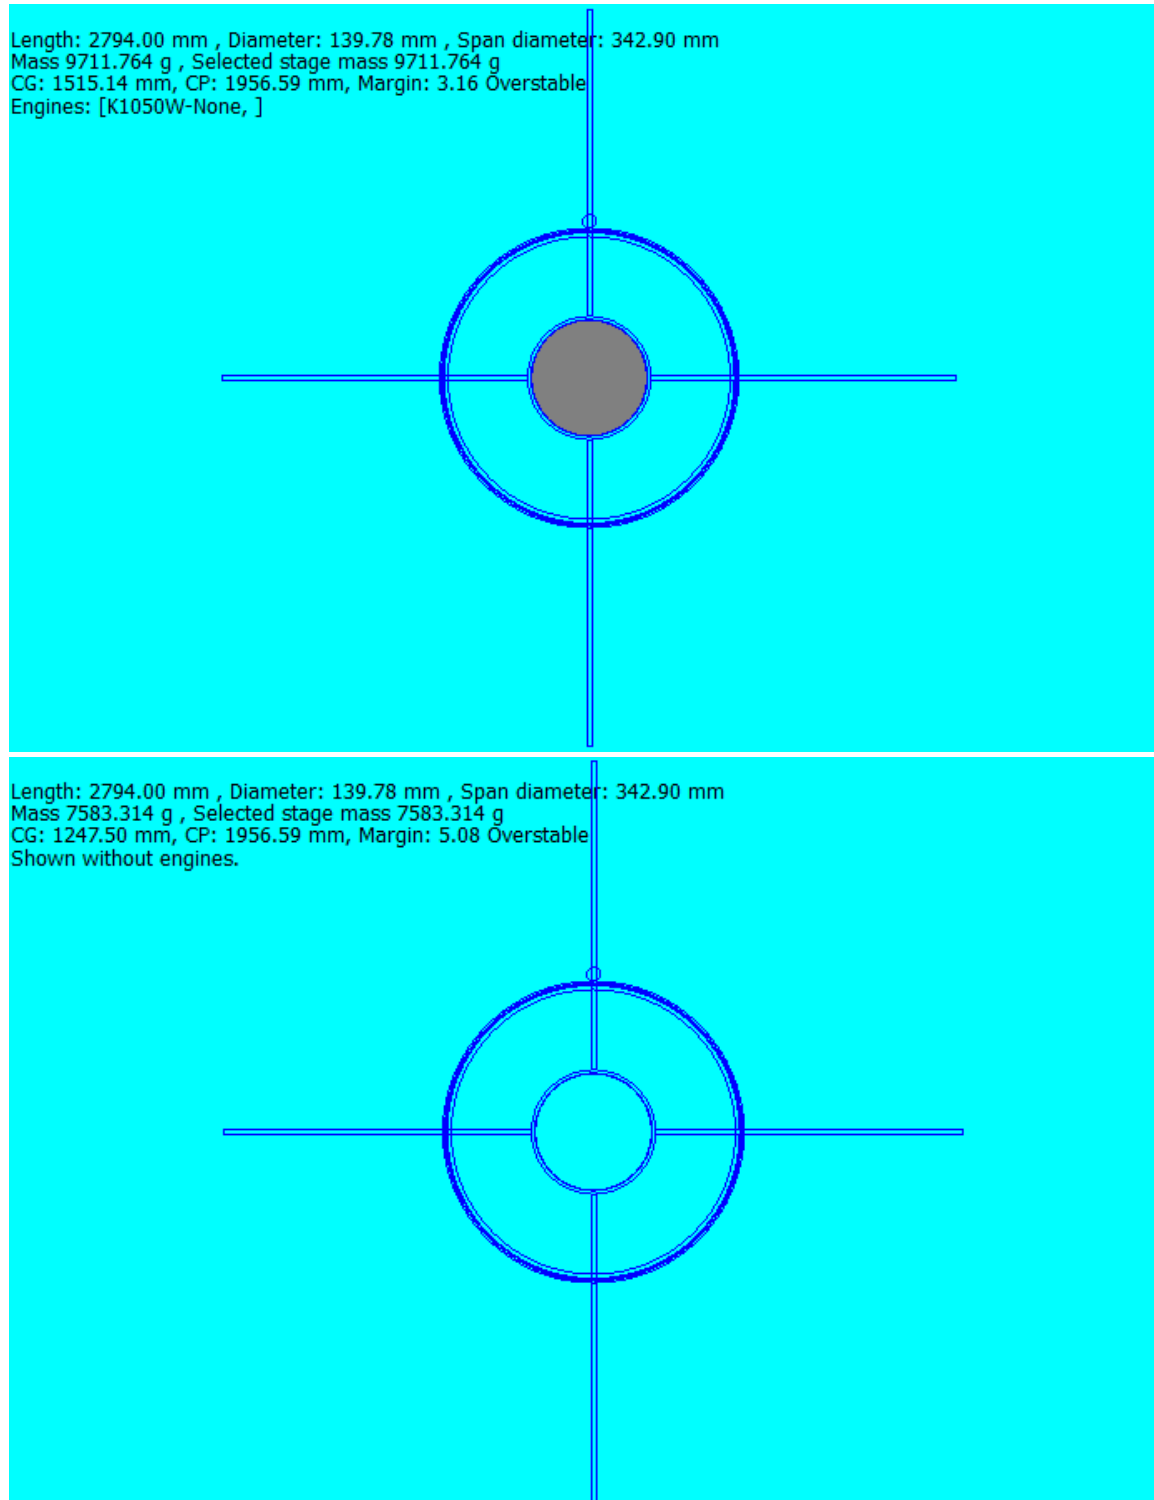 Length: 2794.00 mm , Diameter: 139.78 mm , Span diameter: 342.90 mm
Mass 9711.764 g , Selected stage mass 9711.764 g
CG: 1515.14 mm, CP: 1956.59 mm, Margin: 3.16 Overstable
Engines: [K1050W-None, ]
Length: 2794.00 mm , Diameter: 139.78 mm , Span diameter: 342.90 mm
Mass 7583.314 g , Selected stage mass 7583.314 g
CG: 1247.50 mm, CP: 1956.59 mm, Margin: 5.08 Overstable
Shown without engines.